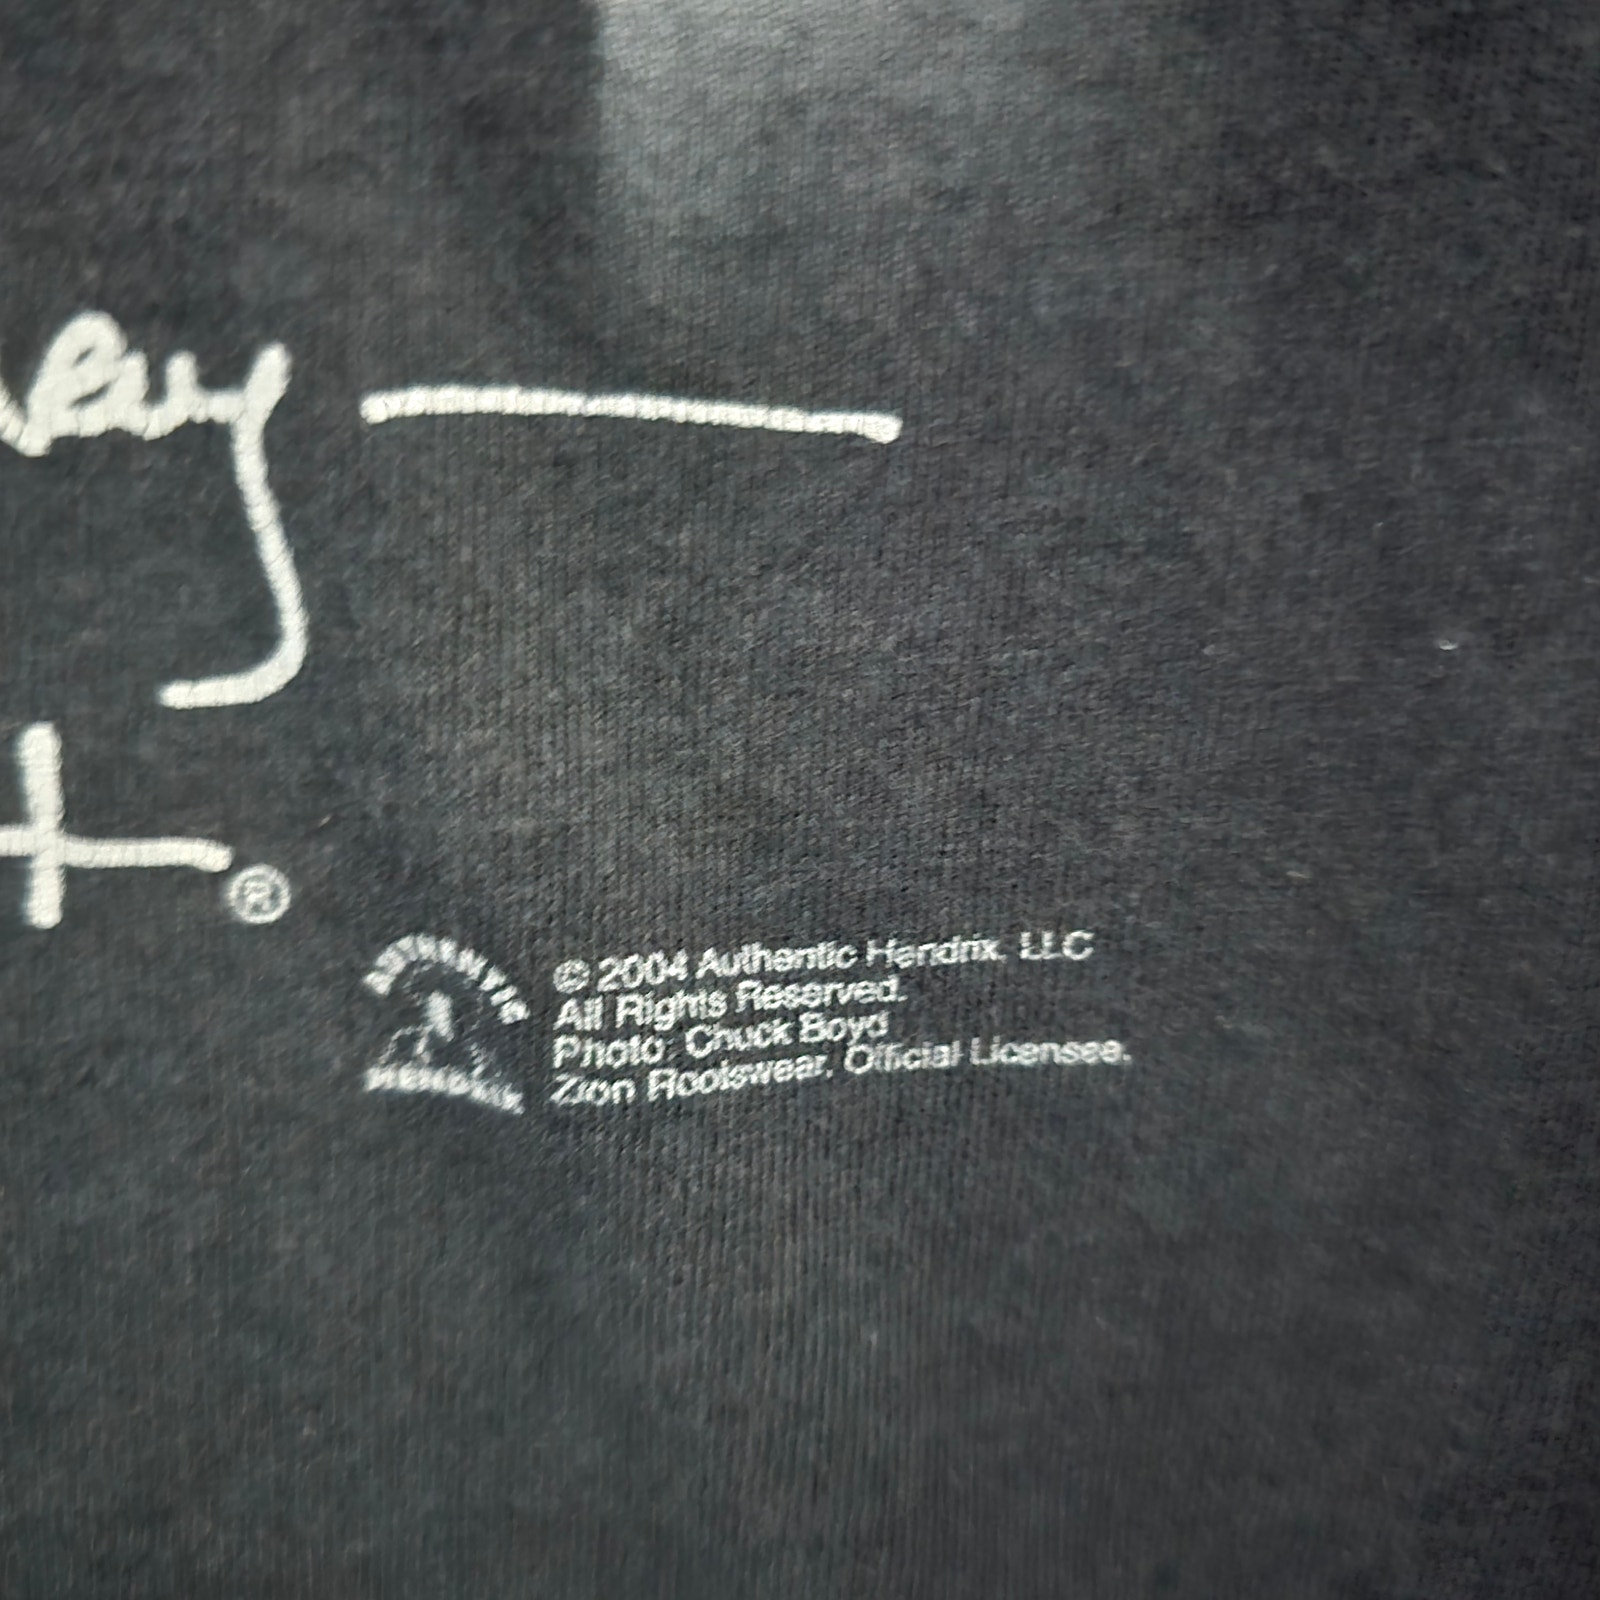 ®
AUTHENTIC
HENDRIX
© 2004 Authentic Hendrix, LLC
All Rights Reserved.
Photo: Chuck Boyd
Zion Rootswear, Official Licensee.